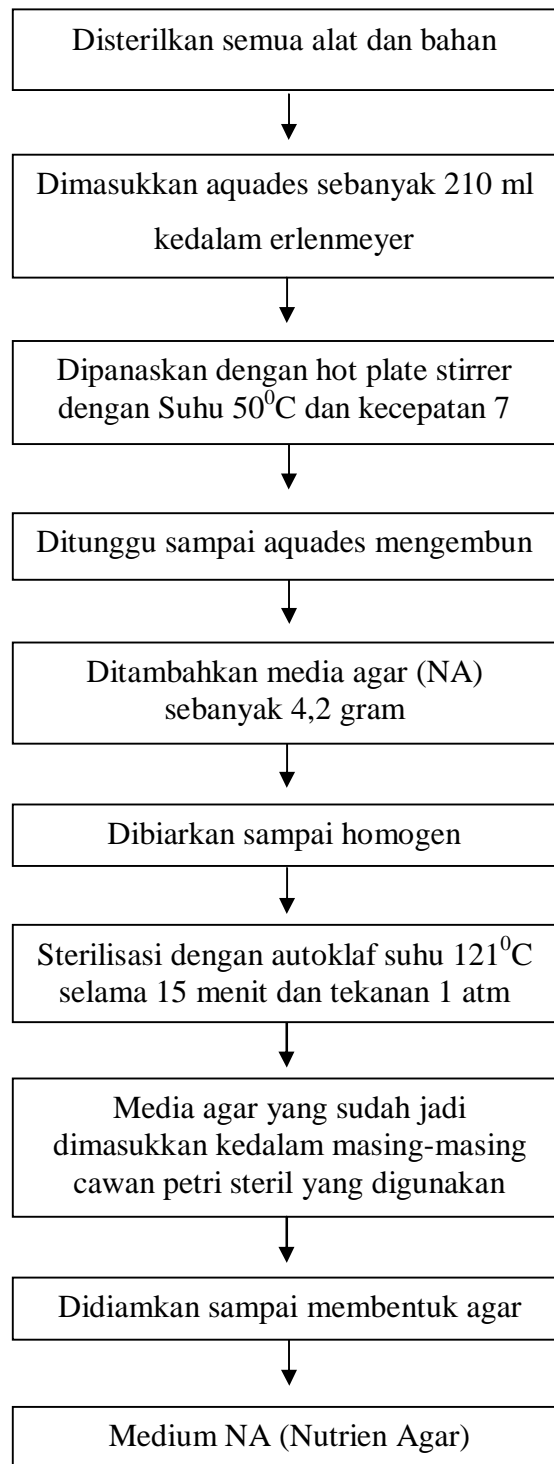 Disterilkan semua alat dan bahan
Dimasukkan aquades sebanyak 210 ml
kedalam erlenmeyer
Dipanaskan dengan hot plate stirrer
dengan Suhu 50⁰C dan kecepatan 7
Ditunggu sampai aquades mengembun
Ditambahkan media agar (NA)
sebanyak 4,2 gram
Dibiarkan sampai homogen
Sterilisasi dengan autoklaf suhu 121⁰C
selama 15 menit dan tekanan 1 atm
Media agar yang sudah jadi
dimasukkan kedalam masing-masing
cawan petri steril yang digunakan
Didiamkan sampai membentuk agar
Medium NA (Nutrien Agar)